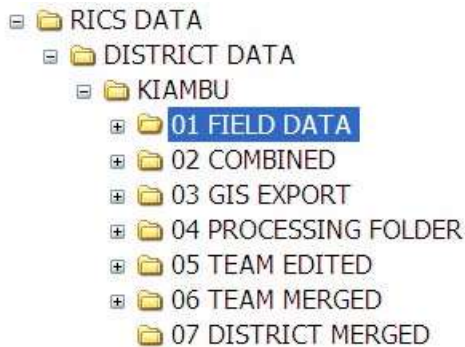 RICS DATA
DISTRICT DATA
KIAMBU
01 FIELD DATA
02 COMBINED
03 GIS EXPORT
04 PROCESSING FOLDER
05 TEAM EDITED
06 TEAM MERGED
07 DISTRICT MERGED